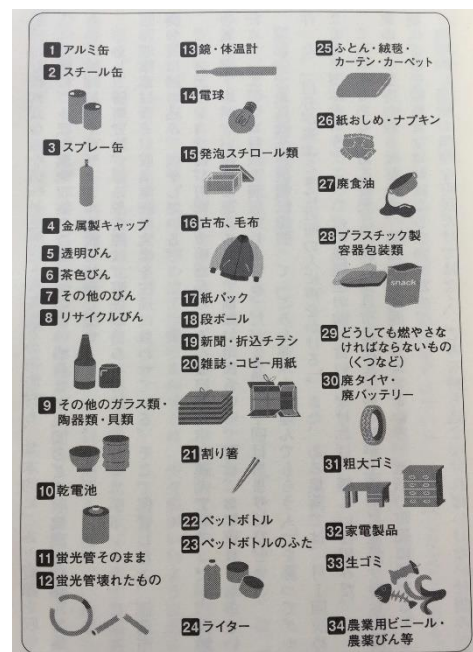 1 アルミ缶
2 スチール缶
3 スプレー缶
4 金属製キャップ
5 透明びん
6 茶色びん
7 その他のびん
8 リサイクルびん
9 その他のガラス類・
陶器類・貝類
10 乾電池
11 蛍光管そのまま
12 蛍光管壊れたもの
13 鏡・体温計
14 電球
15 発泡スチロール類
16 古布、毛布
17 紙パック
18 段ボール
19 新聞・折込チラシ
20 雑誌・コピー用紙
21 割り箸
22 ペットボトル
23 ペットボトルのふた
24 ライター
25 ふとん・絨毯・
カーテン・カーペット
26 紙おしめ・ナプキン
27 廃食油
28 プラスチック製
容器包装類
snack
29 どうしても燃やさな
ければならないもの
(くつなど)
30 廃タイヤ・
廃バッテリー
31 粗大ゴミ
32 家電製品
33 生ゴミ
34 農業用ビニール・
農薬びん等